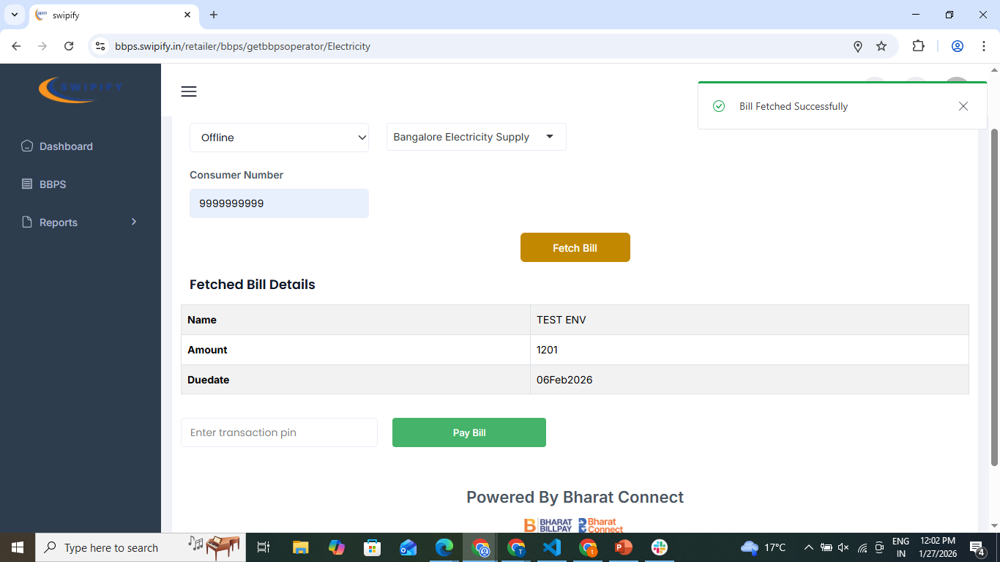 swipify
bbps.swipify.in/retailer/bbps/getbbpsoperator/Electricity
SWIPIFY
Bill Fetched Successfully
Dashboard
BBPS
Reports
Offline
Bangalore Electricity Supply
Consumer Number
9999999999
Fetch Bill
Fetched Bill Details
Name TEST ENV
Amount 1201
Duedate 06Feb2026
Enter transaction pin
Pay Bill
Powered By Bharat Connect
BHARAT BILLPAY
Bharat Connect
Type here to search
17°C
ENG
IN
12:02 PM
1/27/2026
4